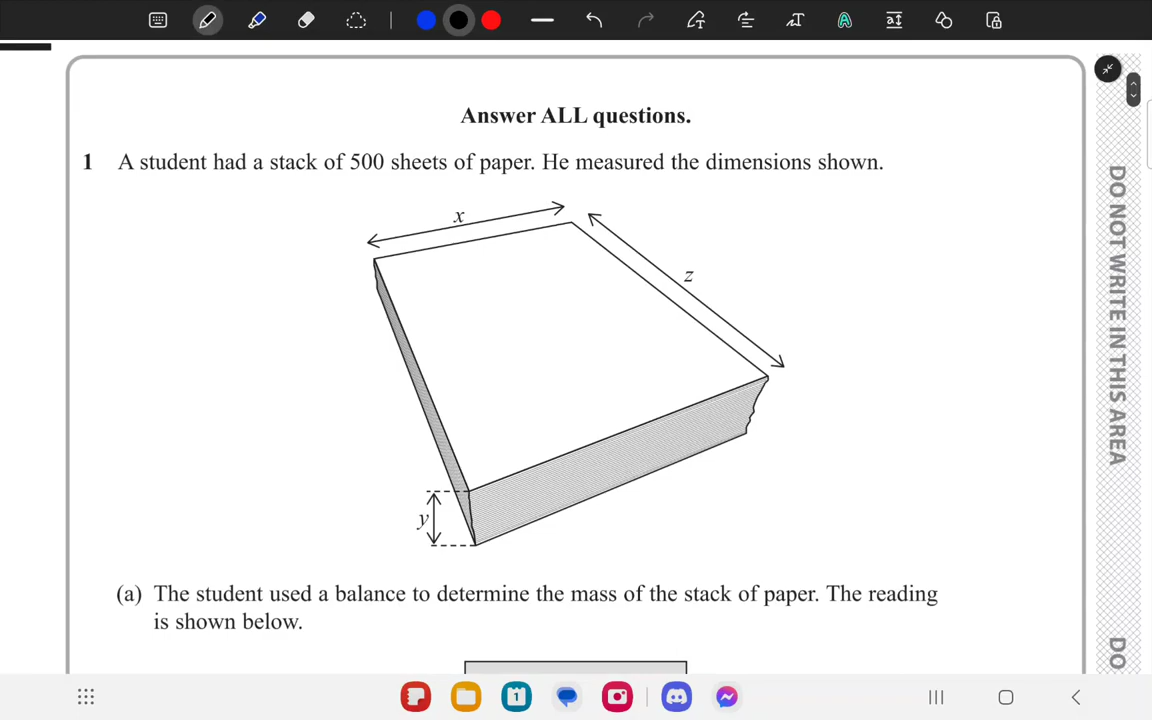 Answer ALL questions.
1 A student had a stack of 500 sheets of paper. He measured the dimensions shown.
x
z
y
(a) The student used a balance to determine the mass of the stack of paper. The reading
is shown below.
DO NOT WRITE IN THIS AREA
DO